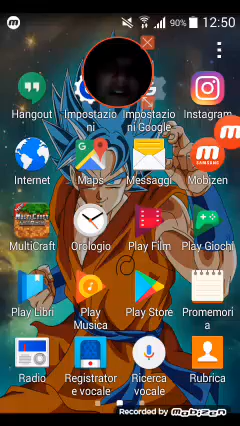 90% 12:50
Hangout Impostazioni Impostazioni Google Instagram
Internet Maps Messaggi Mobizen
MultiCraft Orologio Play Film Play Giochi
Play Libri Play Musica Play Store Promemoria
Radio Registratore vocale Ricerca vocale Rubrica
Recorded by mobizen